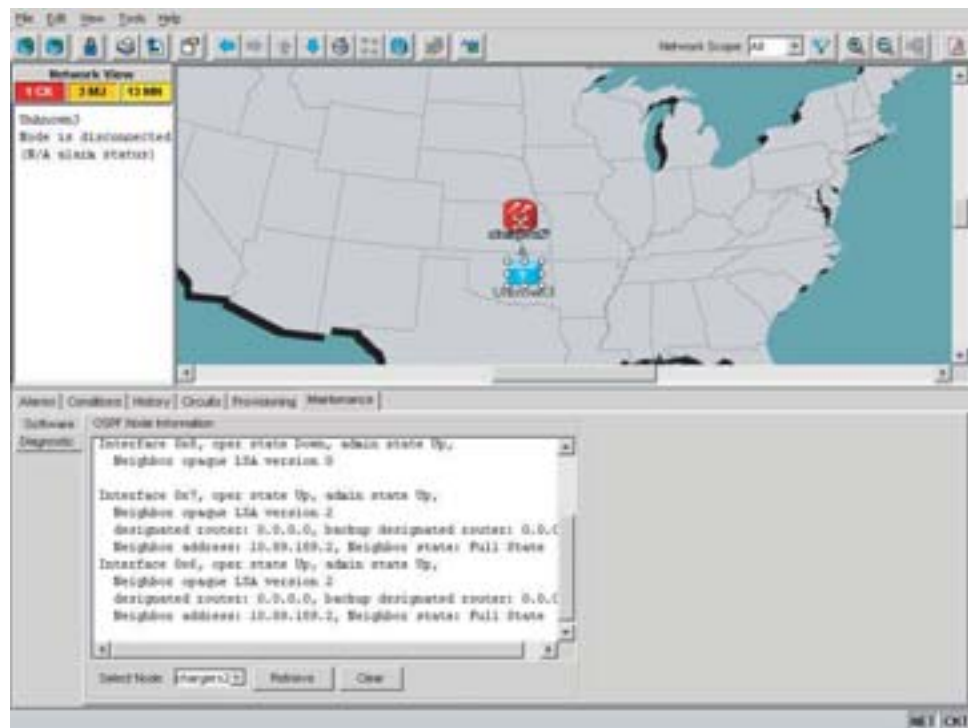 File Edit View Tools Help
Network Scope: All
Network View
1 CR 3 MJ 13 MN
Unknown3
Node is disconnected
(N/A alarm status)
Alarms Conditions History Circuits Provisioning Maintenance
Software
Diagnostic
OSPF Node Information
oper state Down, admin state Up,
Neighbor opaque LSA version 0
Interface 0x7, oper state Up, admin state Up,
Neighbor opaque LSA version 2
designated router: 0.0.0.0, backup designated router: 0.0.0
Neighbor address: 10.89.189.2, Neighbor state: Full State
Interface 0x6, oper state Up, admin state Up,
Neighbor opaque LSA version 2
designated router: 0.0.0.0, backup designated router: 0.0.0
Neighbor address: 10.89.189.2, Neighbor state: Full State
Select Node: Retrieve Clear
NET CKT